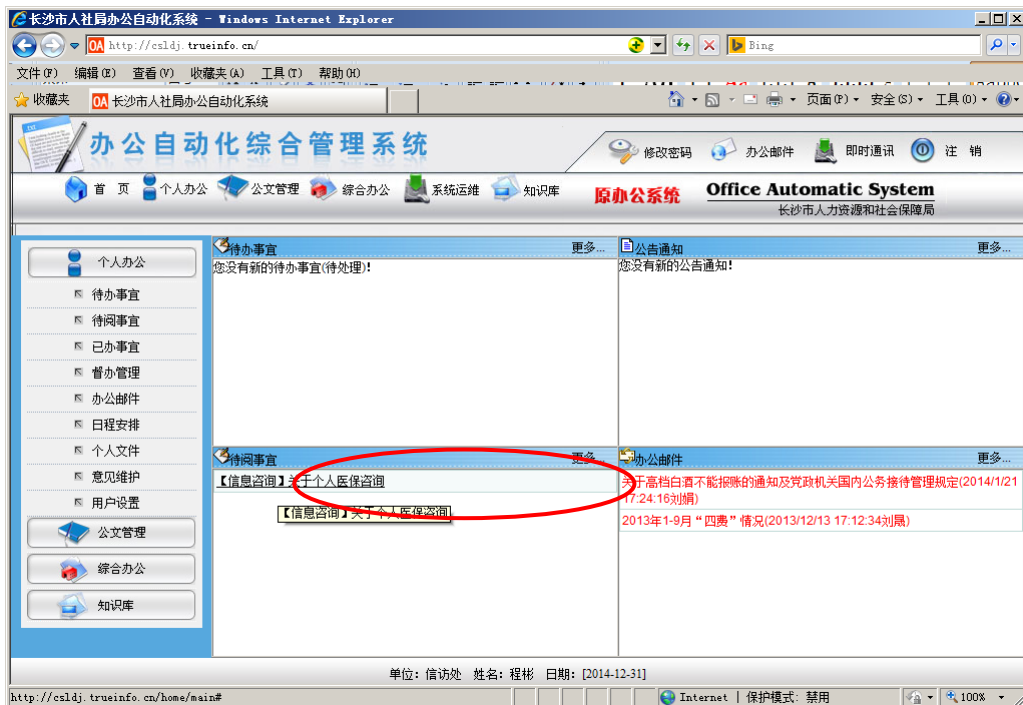 长沙市人社局办公自动化系统 - Windows Internet Explorer
http://csldj.trueinfo.cn/
Bing
文件(F) 编辑(E) 查看(V) 收藏夹(A) 工具(T) 帮助(H)
收藏夹 OA 长沙市人社局办公自动化系统
页面(P) 安全(S) 工具(O)
办公自动化综合管理系统
修改密码 办公邮件 即时通讯 注 销
首 页 个人办公 公文管理 综合办公 系统运维 知识库
原办公系统
Office Automatic System
长沙市人力资源和社会保障局
个人办公
待办事宜
待阅事宜
已办事宜
督办管理
办公邮件
日程安排
个人文件
意见维护
用户设置
公文管理
综合办公
知识库
待办事宜 更多...
您没有新的待办事宜(待处理)!
公告通知 更多...
您没有新的公告通知!
待阅事宜 更多...
【信息咨询】关于个人医保咨询
【信息咨询】关于个人医保咨询
办公邮件 更多...
关于高档白酒不能报账的通知及党政机关国内公务接待管理规定(2014/1/21
17:24:16刘娟)
2013年1-9月“四费”情况(2013/12/13 17:12:34刘晸)
单位: 信访处 姓名: 程彬 日期: [2014-12-31]
http://csldj.trueinfo.cn/home/main#
Internet | 保护模式: 禁用
100%